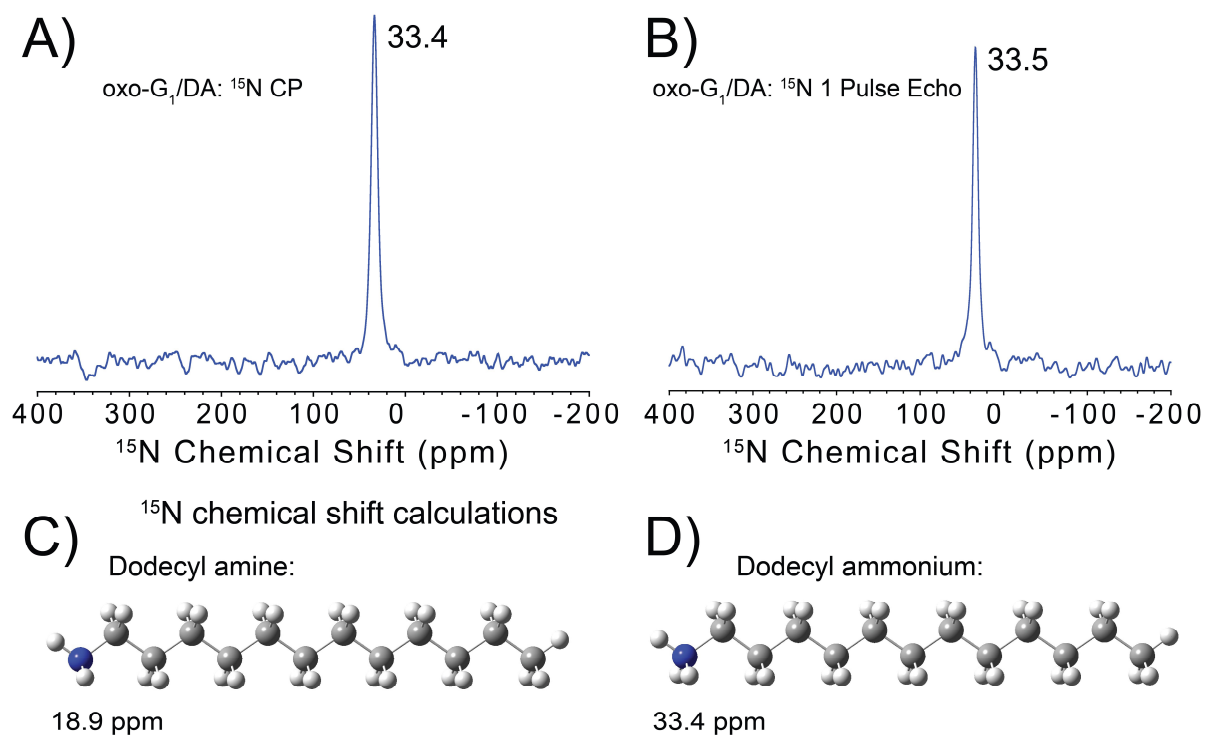 A)
33.4
oxo-G₁/DA: ¹⁵N CP
400 300 200 100 0 -100 -200
¹⁵N Chemical Shift (ppm)
B)
33.5
oxo-G₁/DA: ¹⁵N 1 Pulse Echo
400 300 200 100 0 -100 -200
¹⁵N Chemical Shift (ppm)
¹⁵N chemical shift calculations
C)
Dodecyl amine:
18.9 ppm
D)
Dodecyl ammonium:
33.4 ppm